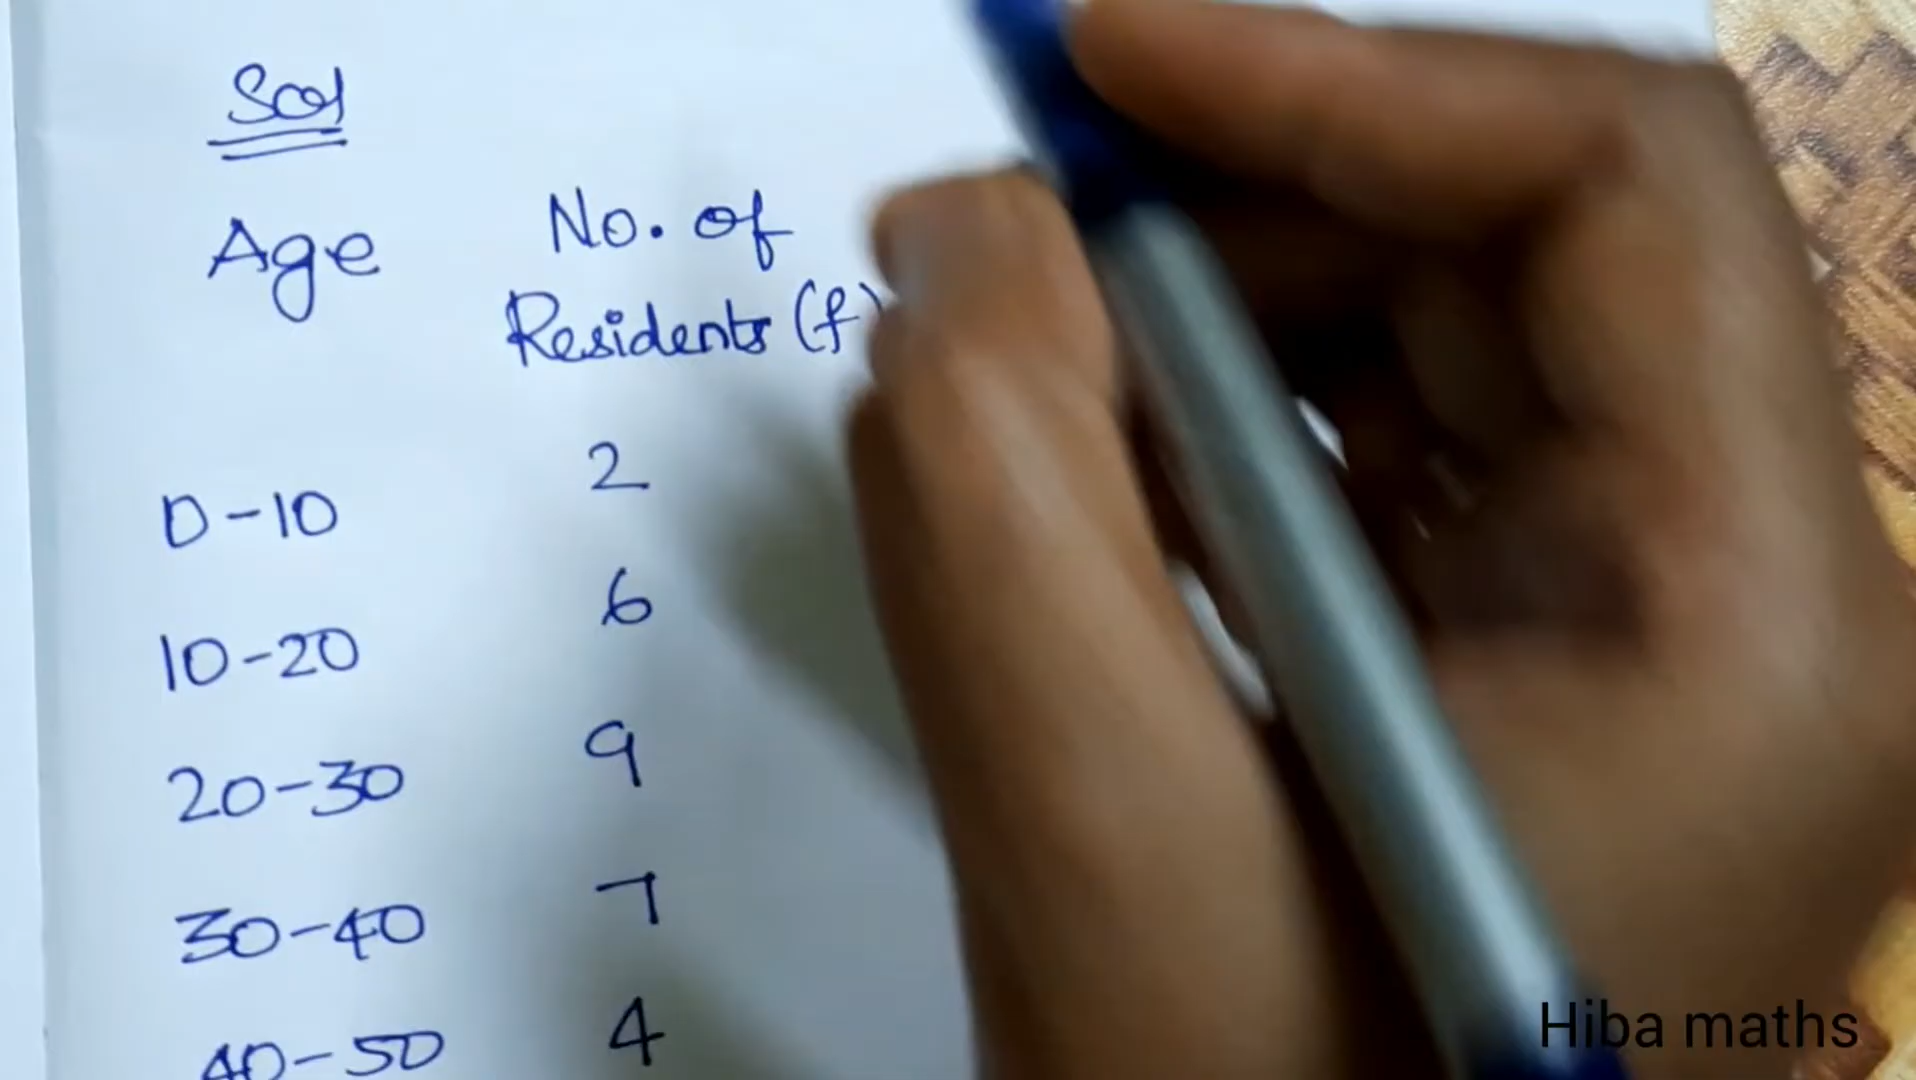 Sol
Age
No. of
Residents (f)
0-10 2
10-20 6
20-30 9
30-40 7
40-50 4
Hiba maths